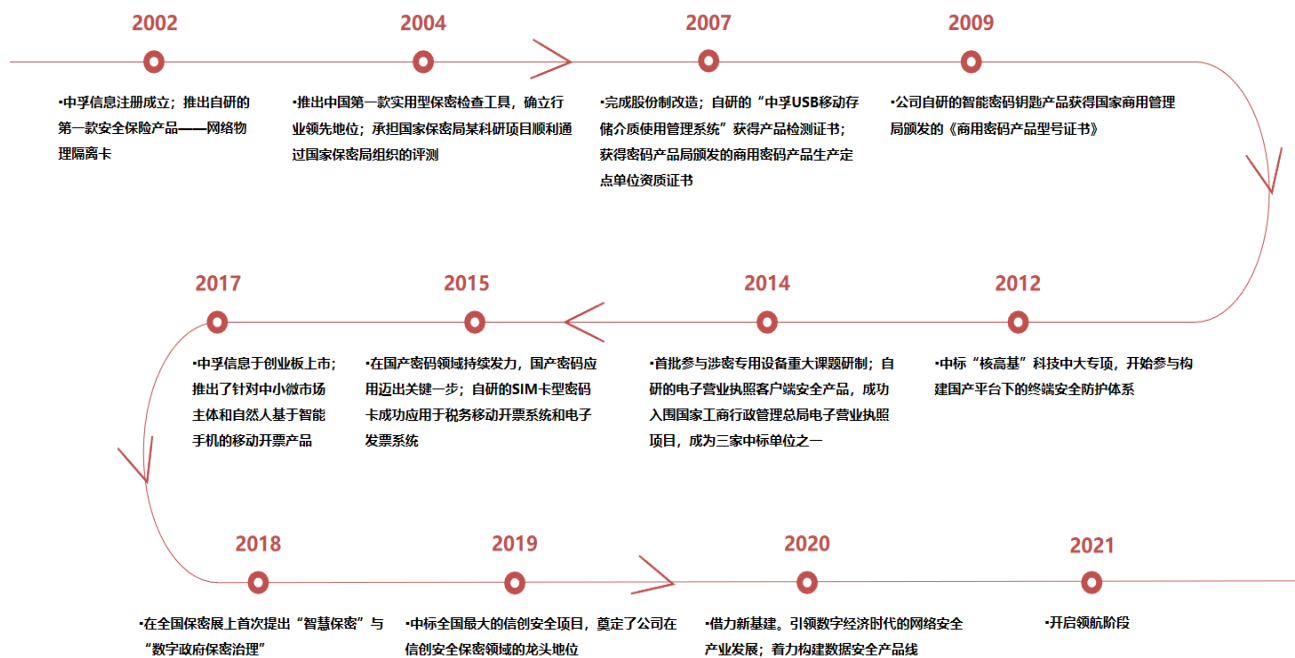 2002
2004
2007
2009
·中孚信息注册成立；推出自研的
第一款安全保险产品——网络物
理隔离卡
·推出中国第一款实用型保密检查工具，确立行
业领先地位；承担国家保密局某科研项目顺利通
过国家保密局组织的评测
·完成股份制改造；自研的“中孚USB移动存
储介质使用管理系统”获得产品检测证书；
获得密码产品局颁发的商用密码产品生产定
点单位资质证书
·公司自研的智能密码钥匙产品获得国家商用管理
局颁发的《商用密码产品型号证书》
2017
2015
2014
2012
·中孚信息于创业板上市；
推出了针对中小微市场
主体和自然人基于智能
手机的移动开票产品
·在国产密码领域持续发力，国产密码应
用迈出关键一步；自研的SIM卡型密码
卡成功应用于税务移动开票系统和电子
发票系统
·首批参与涉密专用设备重大课题研制；自
研的电子营业执照客户端安全产品，成功
入围国家工商行政管理总局电子营业执照
项目，成为三家中标单位之一
·中标“核高基”科技中大专项，开始参与构
建国产平台下的终端安全防护体系
2018
2019
2020
2021
·在全国保密展上首次提出“智慧保密”与
“数字政府保密治理”
·中标全国最大的信创安全项目，奠定了公司在
信创安全保密领域的龙头地位
·借力新基建。引领数字经济时代的网络安全
产业发展；着力构建数据安全产品线
·开启领航阶段